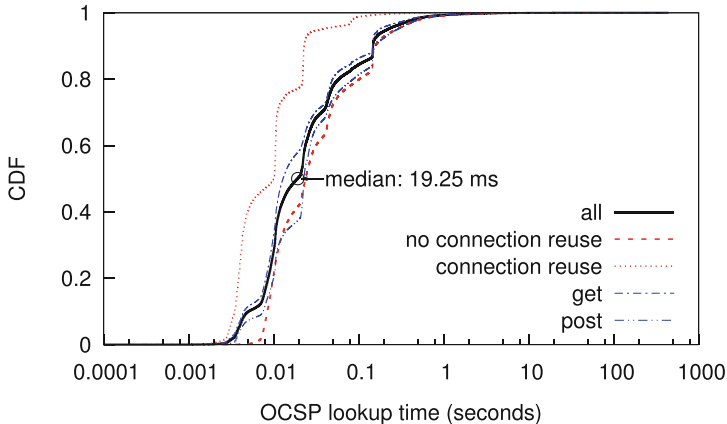 1
0.8
0.6
0.4
0.2
0
CDF
median: 19.25 ms
all
no connection reuse
connection reuse
get
post
0.0001 0.001 0.01 0.1 1 10 100 1000
OCSP lookup time (seconds)